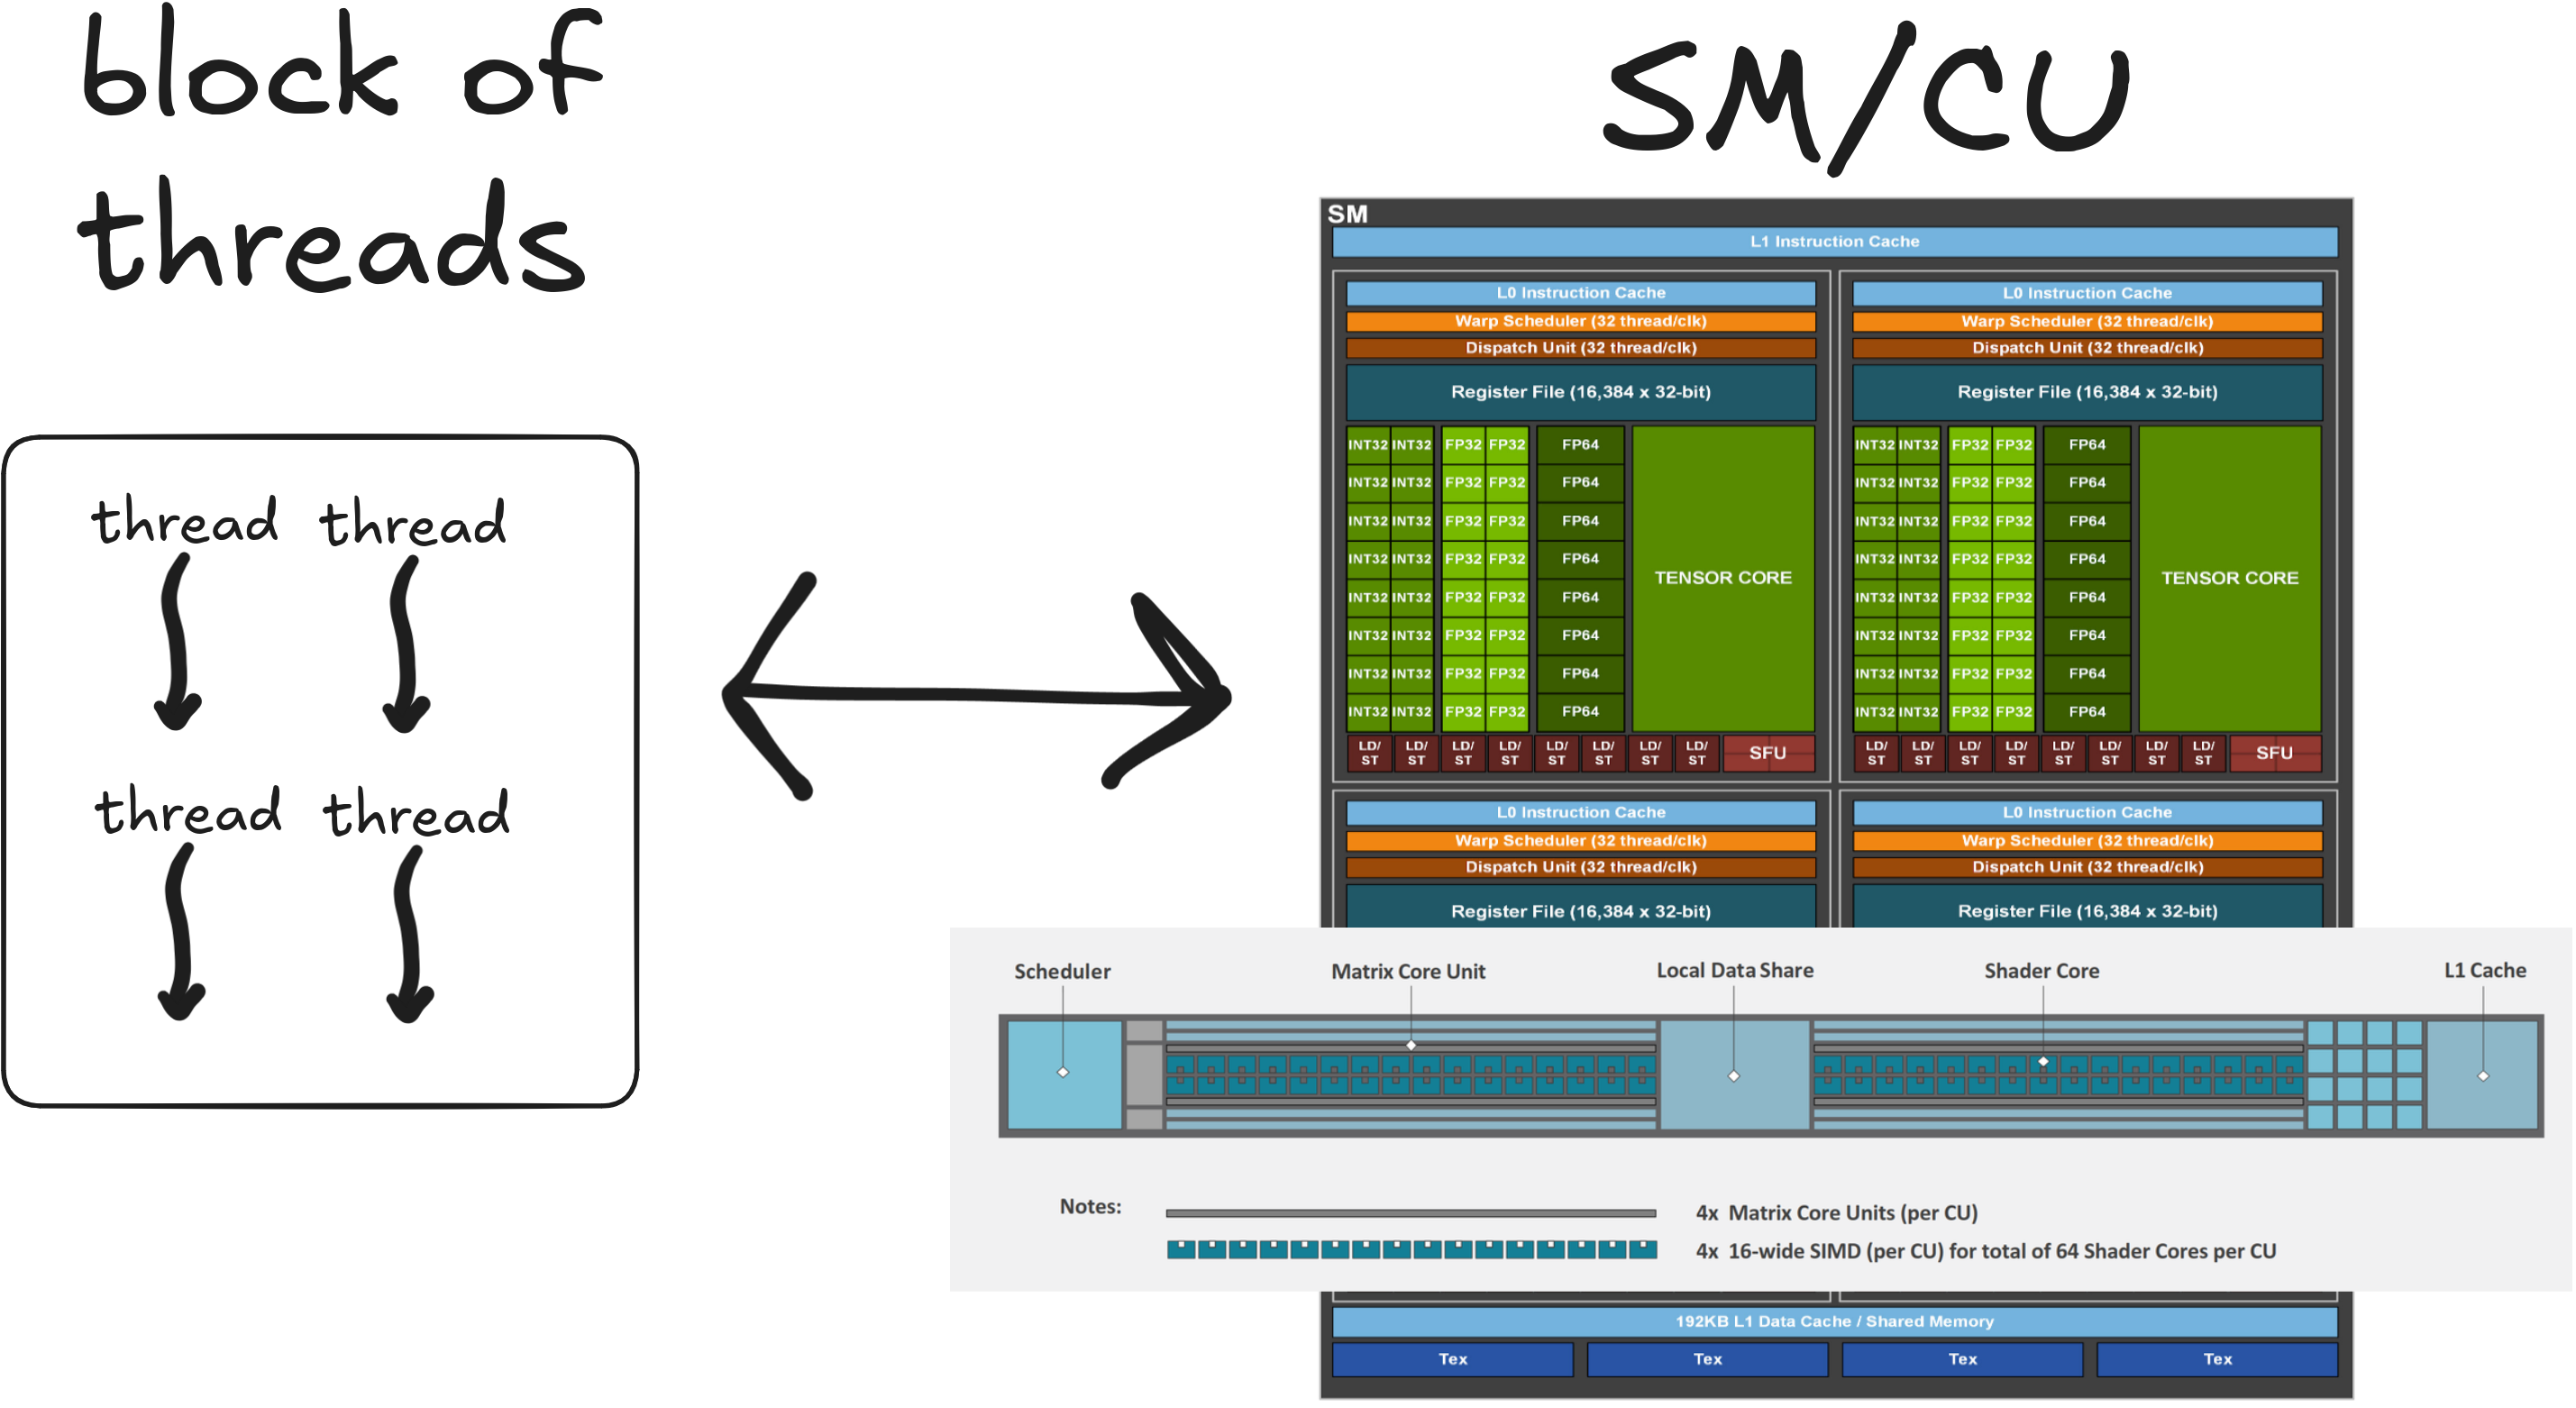 block of
threads
thread thread
thread thread
SM/CU
SM
L1 Instruction Cache
L0 Instruction Cache L0 Instruction Cache
Warp Scheduler (32 thread/clk) Warp Scheduler (32 thread/clk)
Dispatch Unit (32 thread/clk) Dispatch Unit (32 thread/clk)
Register File (16,384 x 32-bit) Register File (16,384 x 32-bit)
INT32 INT32 FP32 FP32 FP64 INT32 INT32 FP32 FP32 FP64
INT32 INT32 FP32 FP32 FP64 INT32 INT32 FP32 FP32 FP64
INT32 INT32 FP32 FP32 FP64 INT32 INT32 FP32 FP32 FP64
INT32 INT32 FP32 FP32 FP64 INT32 INT32 FP32 FP32 FP64
TENSOR CORE TENSOR CORE
INT32 INT32 FP32 FP32 FP64 INT32 INT32 FP32 FP32 FP64
INT32 INT32 FP32 FP32 FP64 INT32 INT32 FP32 FP32 FP64
INT32 INT32 FP32 FP32 FP64 INT32 INT32 FP32 FP32 FP64
INT32 INT32 FP32 FP32 FP64 INT32 INT32 FP32 FP32 FP64
LD/ LD/ LD/ LD/ LD/ LD/ LD/ LD/ SFU LD/ LD/ LD/ LD/ LD/ LD/ LD/ LD/ SFU
ST ST ST ST ST ST ST ST ST ST ST ST ST ST ST ST
L0 Instruction Cache L0 Instruction Cache
Warp Scheduler (32 thread/clk) Warp Scheduler (32 thread/clk)
Dispatch Unit (32 thread/clk) Dispatch Unit (32 thread/clk)
Register File (16,384 x 32-bit) Register File (16,384 x 32-bit)
Scheduler Matrix Core Unit Local Data Share Shader Core L1 Cache
Notes: 4x Matrix Core Units (per CU)
4x 16-wide SIMD (per CU) for total of 64 Shader Cores per CU
192KB L1 Data Cache / Shared Memory
Tex Tex Tex Tex